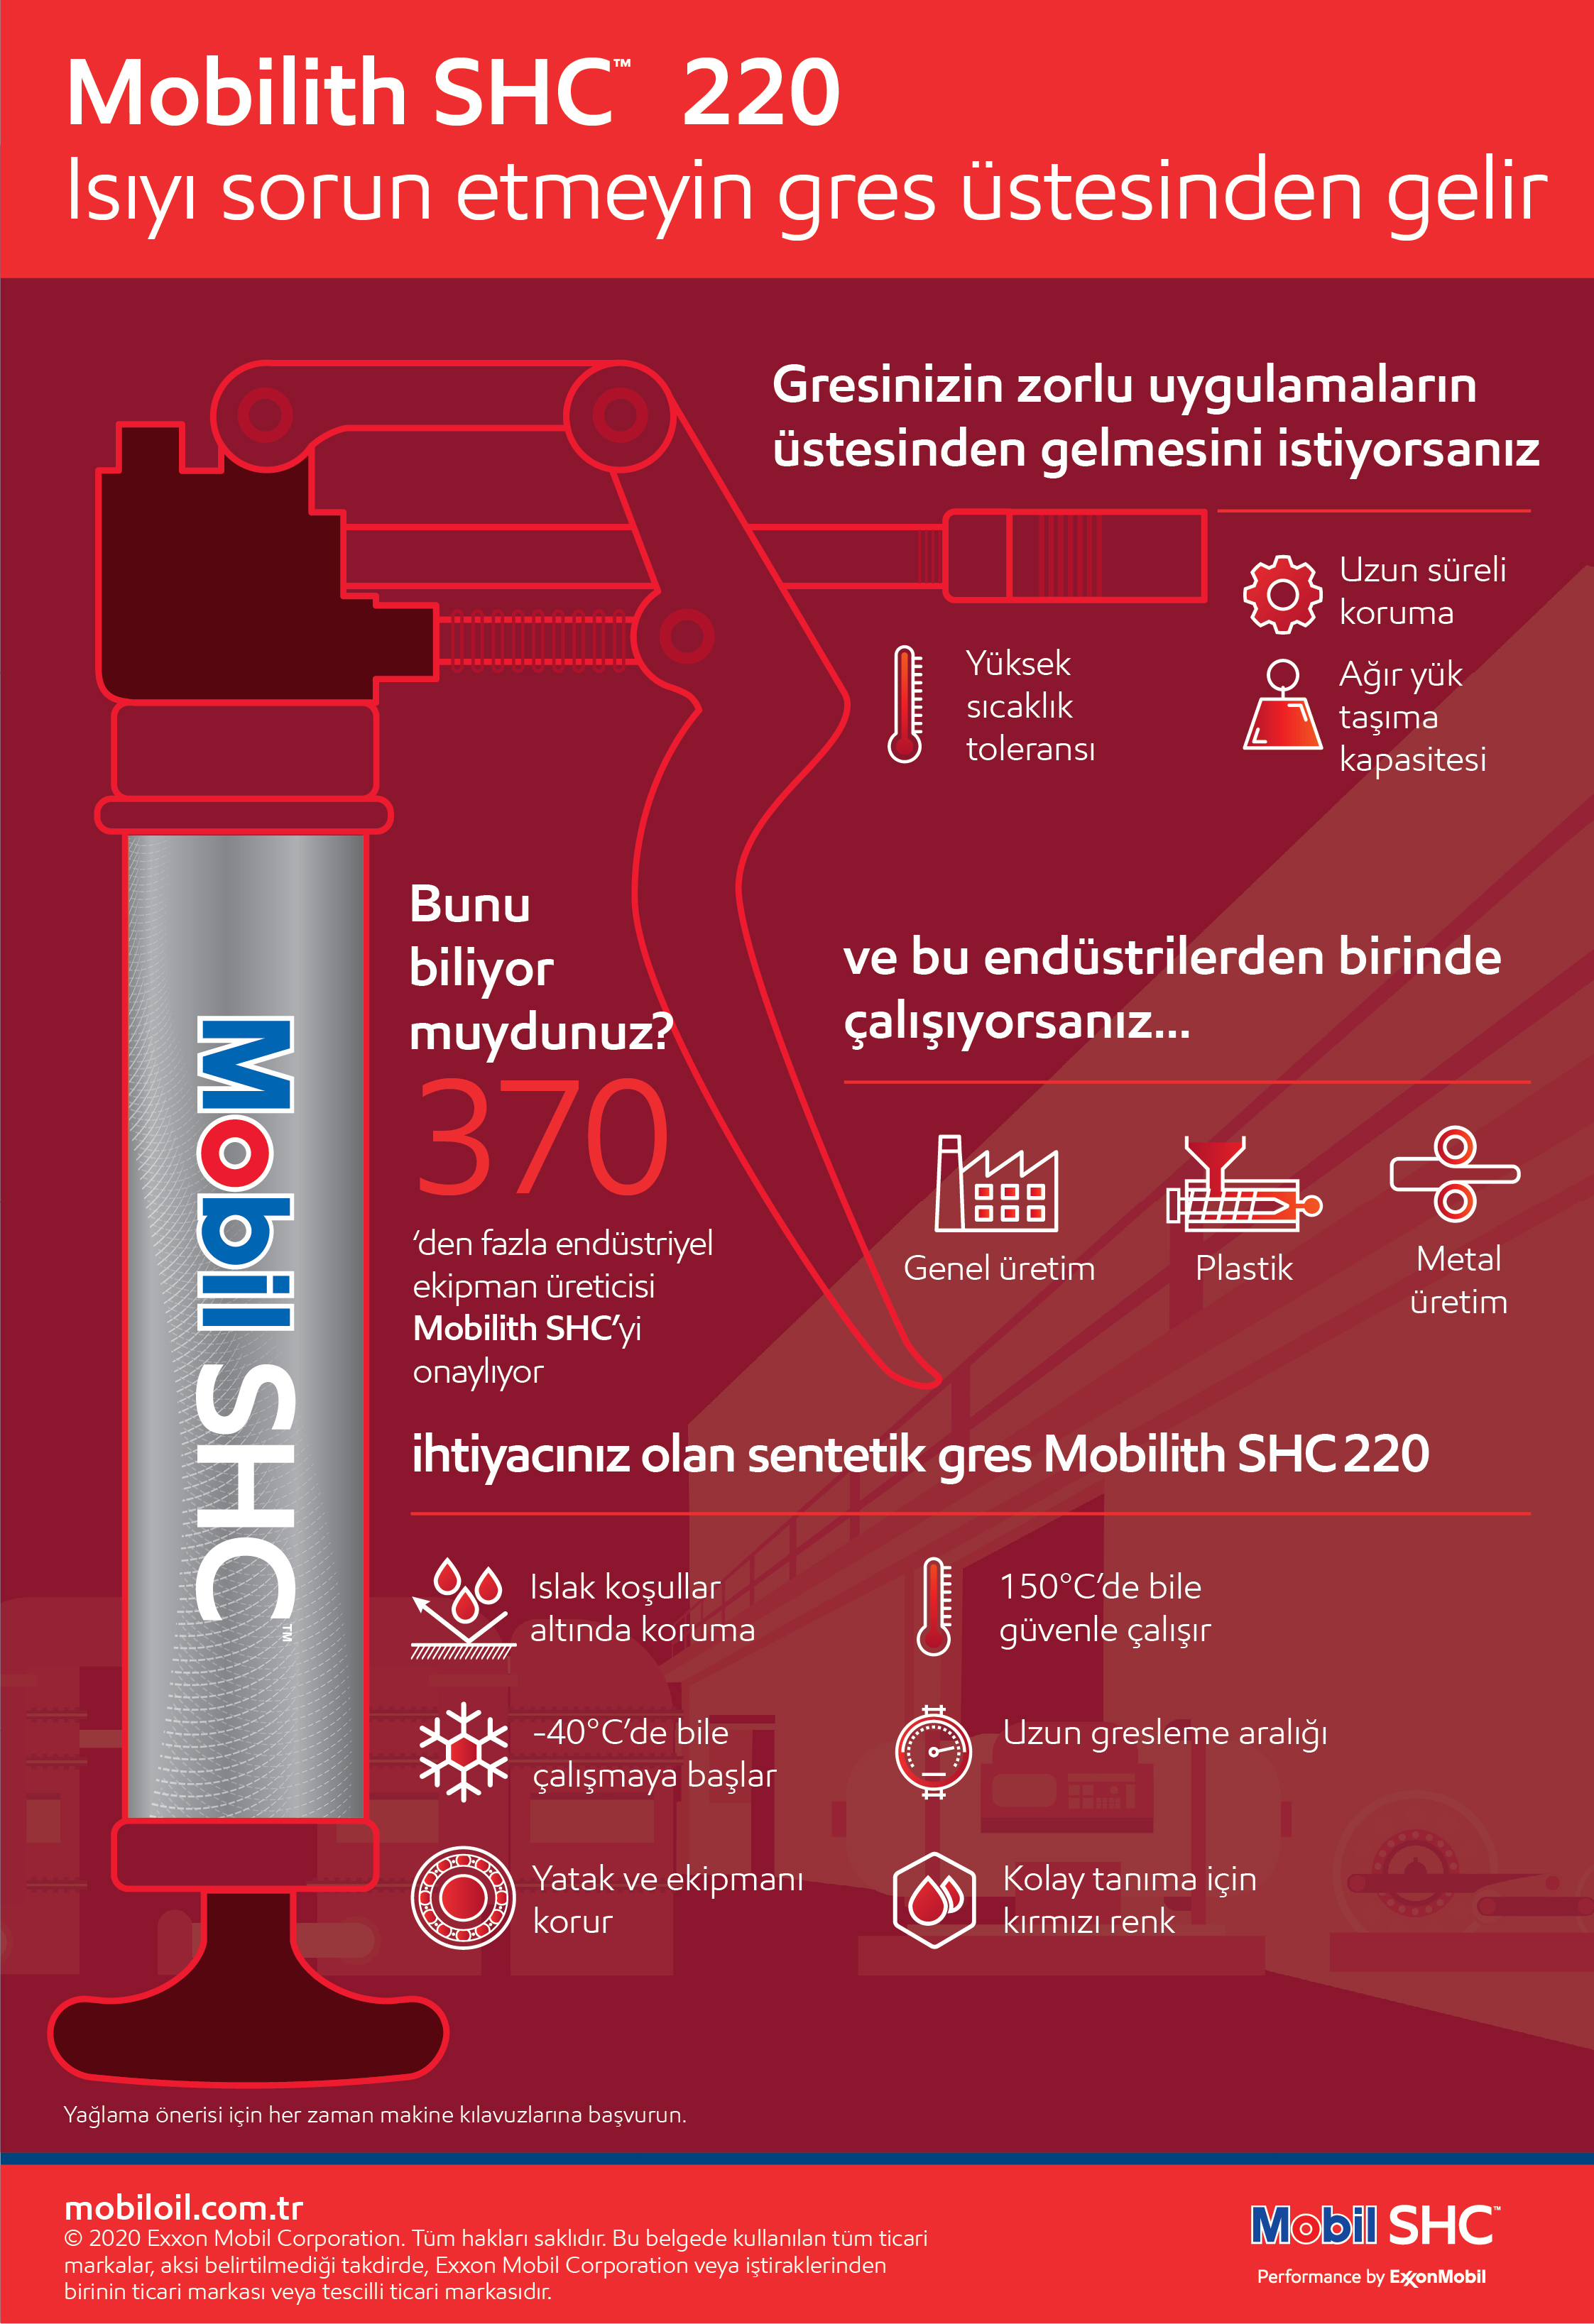 Mobilith SHC™ 220
Isıyı sorun etmeyin gres üstesinden gelir
Gresinizin zorlu uygulamaların
üstesinden gelmesini istiyorsanız
Yüksek
sıcaklık
toleransı
Uzun süreli
koruma
Ağır yük
taşıma
kapasitesi
Bunu
biliyor
muydunuz?
370
‘den fazla endüstriyel
ekipman üreticisi
Mobilith SHC’yi
onaylıyor
ve bu endüstrilerden birinde
çalışıyorsanız...
Genel üretim
Plastik
Metal
üretim
Mobil SHC™
ihtiyacınız olan sentetik gres Mobilith SHC 220
Islak koşullar
altında koruma
150°C’de bile
güvenle çalışır
-40°C’de bile
çalışmaya başlar
Uzun gresleme aralığı
Yatak ve ekipmanı
korur
Kolay tanıma için
kırmızı renk
Yağlama önerisi için her zaman makine kılavuzlarına başvurun.
mobiloil.com.tr
© 2020 Exxon Mobil Corporation. Tüm hakları saklıdır. Bu belgede kullanılan tüm ticari
markalar, aksi belirtilmediği takdirde, Exxon Mobil Corporation veya iştiraklerinden
birinin ticari markası veya tescilli ticari markasıdır.
Mobil SHC™
Performance by ExxonMobil